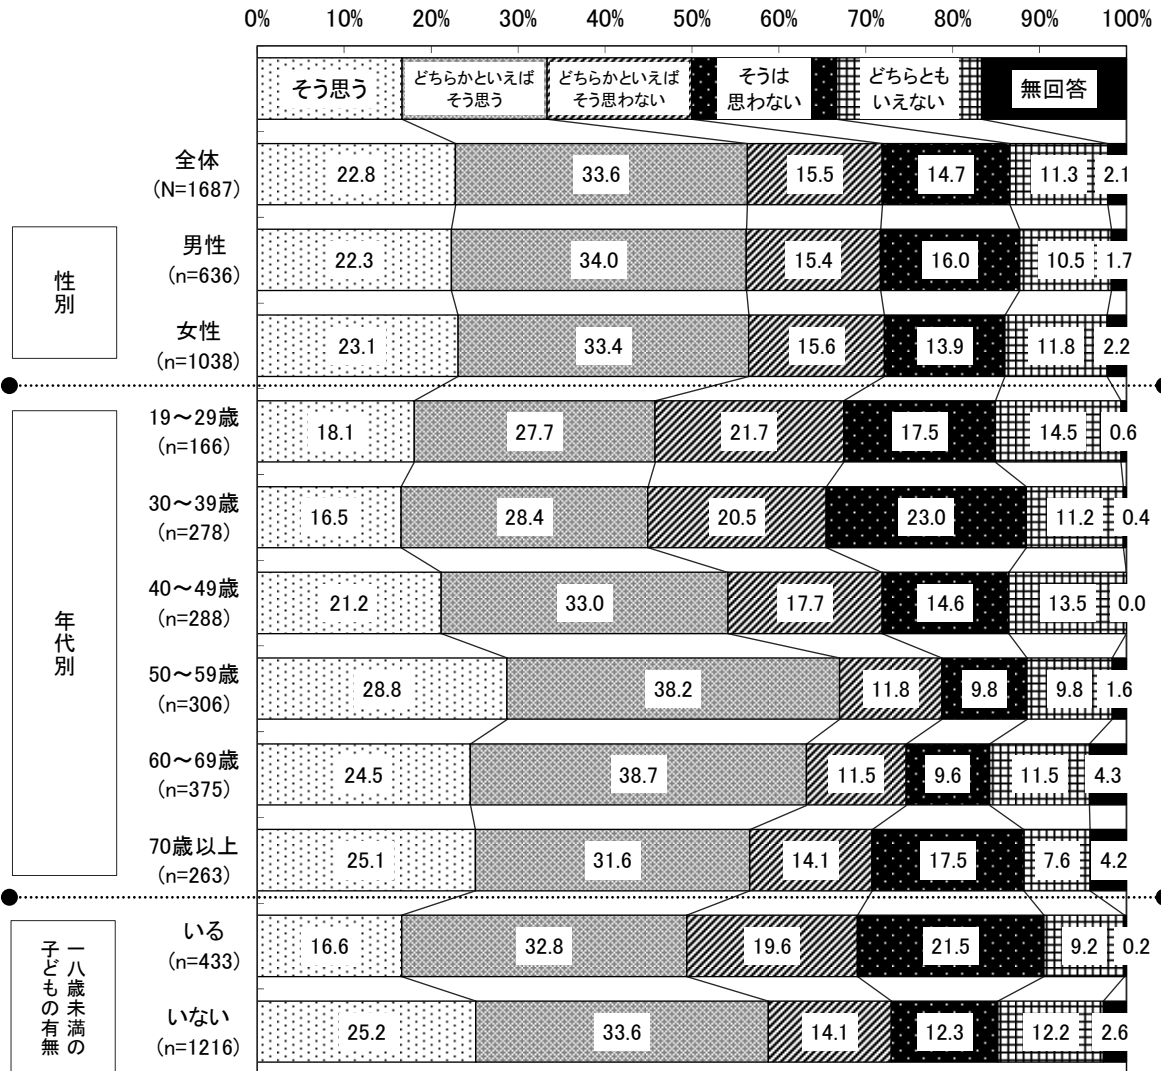 0% 10% 20% 30% 40% 50% 60% 70% 80% 90% 100%
そう思う
どちらかといえば
そう思う
どちらかといえば
そう思わない
そうは
思わない
どちらとも
いえない
無回答
全体
(N=1687)
22.8 33.6 15.5 14.7 11.3 2.1
性別
男性
(n=636)
22.3 34.0 15.4 16.0 10.5 1.7
女性
(n=1038)
23.1 33.4 15.6 13.9 11.8 2.2
年代別
19～29歳
(n=166)
18.1 27.7 21.7 17.5 14.5 0.6
30～39歳
(n=278)
16.5 28.4 20.5 23.0 11.2 0.4
40～49歳
(n=288)
21.2 33.0 17.7 14.6 13.5 0.0
50～59歳
(n=306)
28.8 38.2 11.8 9.8 9.8 1.6
60～69歳
(n=375)
24.5 38.7 11.5 9.6 11.5 4.3
70歳以上
(n=263)
25.1 31.6 14.1 17.5 7.6 4.2
一八歳未満の
子どもの有無
いる
(n=433)
16.6 32.8 19.6 21.5 9.2 0.2
いない
(n=1216)
25.2 33.6 14.1 12.3 12.2 2.6